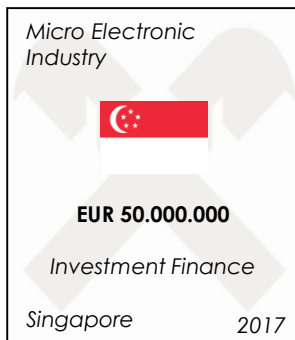 Micro Electronic
Industry
EUR 50.000.000
Investment Finance
Singapore 2017